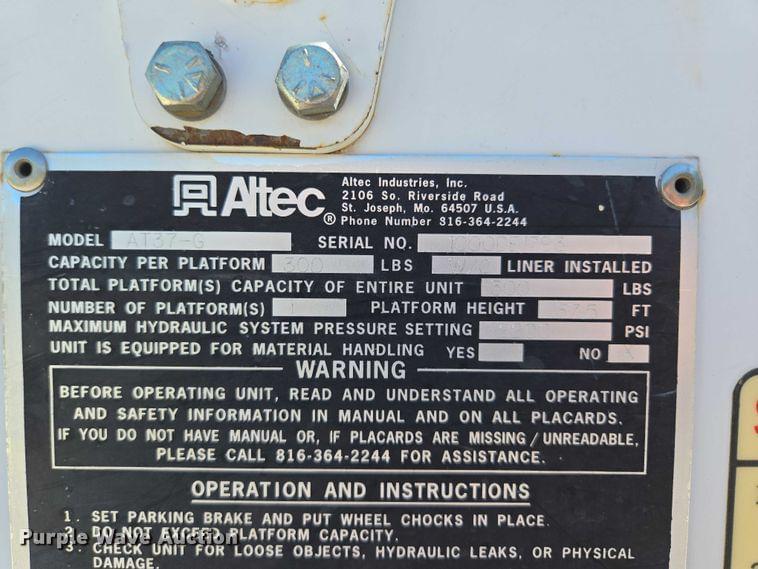 Altec®
Altec Industries, Inc.
2106 So. Riverside Road
St. Joseph, Mo. 64507 U.S.A.
Phone Number 816-364-2244
MODEL AT37-G SERIAL NO.
CAPACITY PER PLATFORM 300 LBS LINER INSTALLED
TOTAL PLATFORM(S) CAPACITY OF ENTIRE UNIT 300 LBS
NUMBER OF PLATFORM(S) 1 PLATFORM HEIGHT FT
MAXIMUM HYDRAULIC SYSTEM PRESSURE SETTING PSI
UNIT IS EQUIPPED FOR MATERIAL HANDLING YES NO X
WARNING
BEFORE OPERATING UNIT, READ AND UNDERSTAND ALL OPERATING
AND SAFETY INFORMATION IN MANUAL AND ON ALL PLACARDS.
IF YOU DO NOT HAVE MANUAL OR, IF PLACARDS ARE MISSING/UNREADABLE,
PLEASE CALL 816-364-2244 FOR ASSISTANCE.
OPERATION AND INSTRUCTIONS
1. SET PARKING BRAKE AND PUT WHEEL CHOCKS IN PLACE.
2. DO NOT EXCEED PLATFORM CAPACITY.
3. CHECK UNIT FOR LOOSE OBJECTS, HYDRAULIC LEAKS, OR PHYSICAL
DAMAGE.
Purple Wave Auction